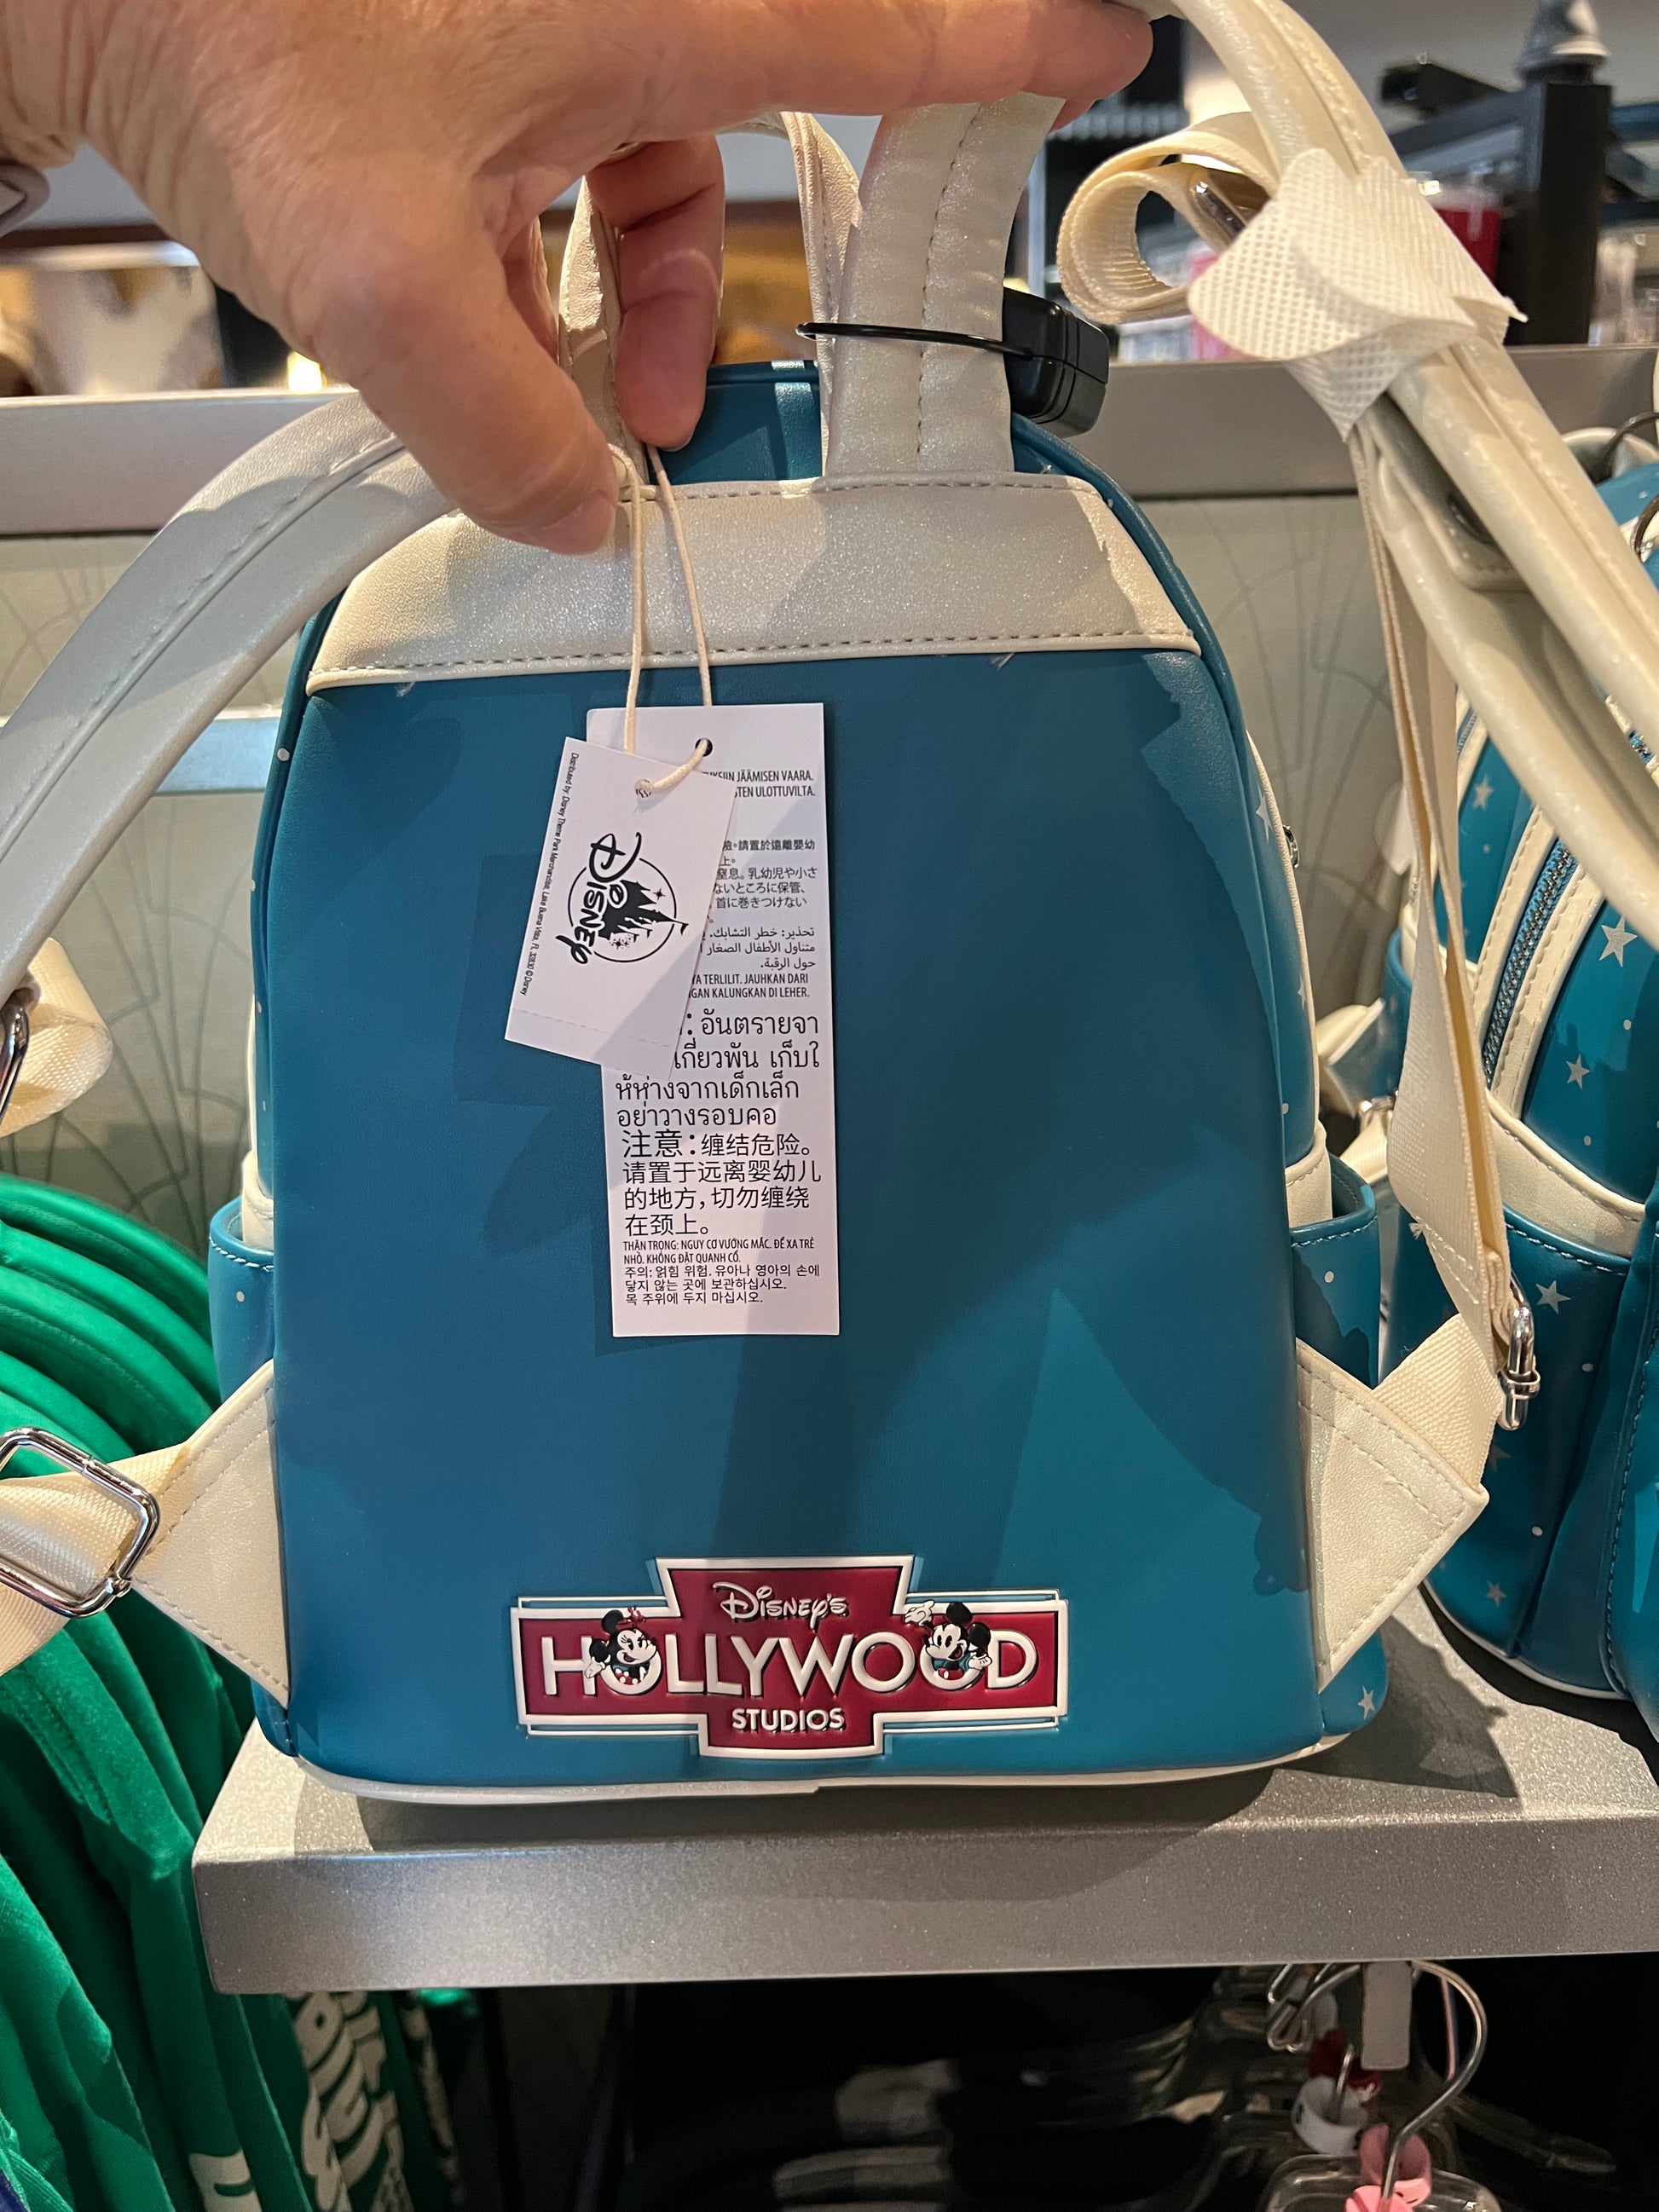 JÄÄMISEN VAARA.
ULOTTUVILTA.
請置於遠離嬰幼
上。
窒息。乳幼児や小さ
ないところに保管、
首に巻きつけない
تحذير: خطر التشابك.
متناول الأطفال الصغار
حول الرقبة.
TERLILIT. JAUHKAN DARI
KALUNGKAN DI LEHER.
: อันตรายจา
เกี่ยวพัน เก็บใ
ห้ห่างจากเด็กเล็ก
อย่าวางรอบคอ
注意：缠结危险。
请置于远离婴幼儿
的地方，切勿缠绕
在颈上。
THẬN TRỌNG: NGUY CƠ VƯỚNG MẮC. ĐỂ XA TRẺ
NHỎ. KHÔNG ĐẶT QUANH CỔ.
주의: 얽힘 위험. 유아나 영아의 손에
닿지 않는 곳에 보관하십시오.
목 주위에 두지 마십시오.
Disney
Distributed by: Disney Theme Park Merchandise, Lake Buena Vista, FL 32830 © Disney
Disney's
HOLLYWOOD
STUDIOS